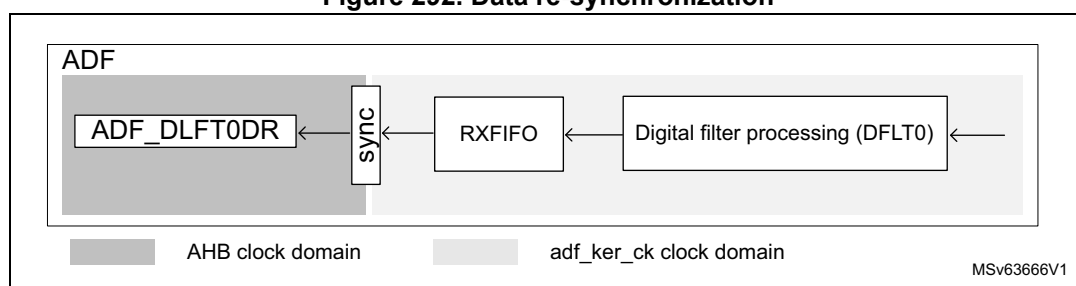 Figure 292. Data re-synchronization
ADF
ADF_DLFT0DR
sync
RXFIFO
Digital filter processing (DFLT0)
AHB clock domain
adf_ker_ck clock domain
MSv63666V1